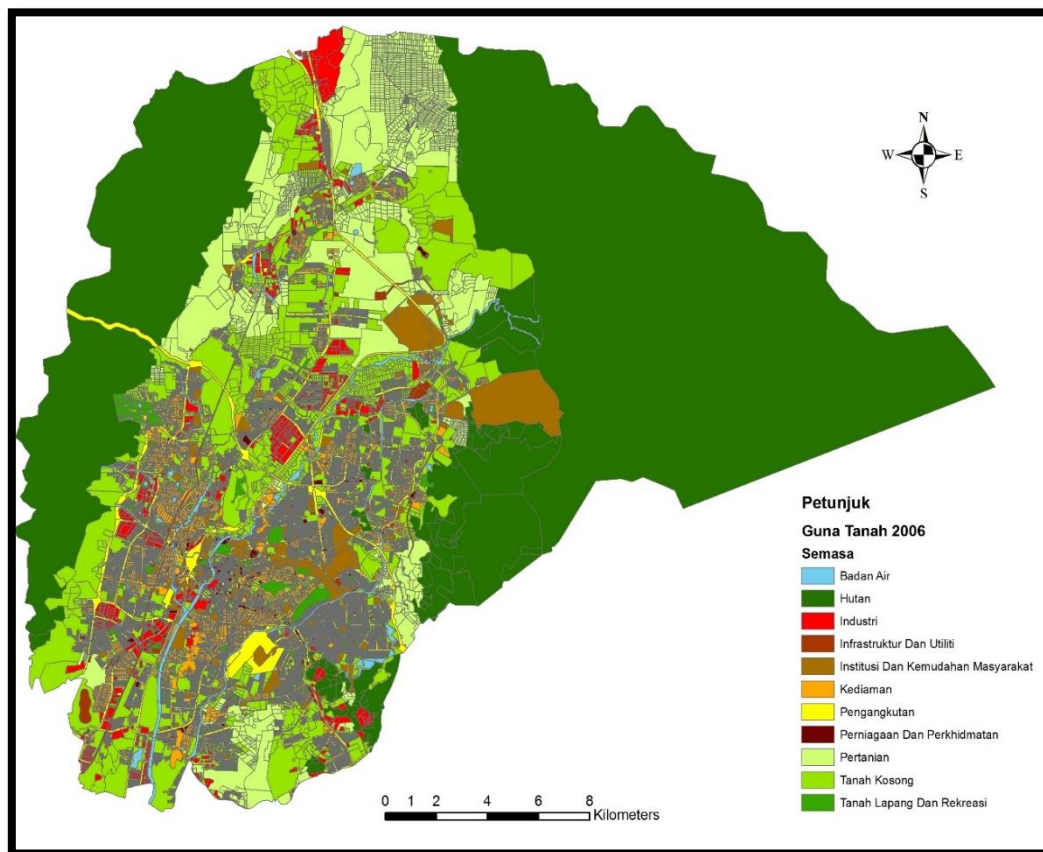 N
W E
S
Petunjuk
Guna Tanah 2006
Semasa
Badan Air
Hutan
Industri
Infrastruktur Dan Utiliti
Institusi Dan Kemudahan Masyarakat
Kediaman
Pengangkutan
Perniagaan Dan Perkhidmatan
Pertanian
Tanah Kosong
Tanah Lapang Dan Rekreasi
0 1 2 4 6 8
Kilometers